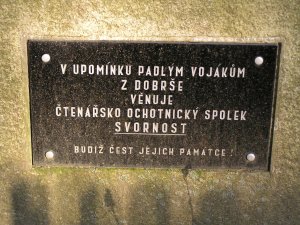 V UPOMÍNKU PADLÝM VOJÁKŮM
Z DOBRŠE
VĚNUJE
ČTENÁŘSKO OCHOTNICKÝ SPOLEK
SVORNOST
BUDIŽ ČEST JEJICH PAMÁTCE !